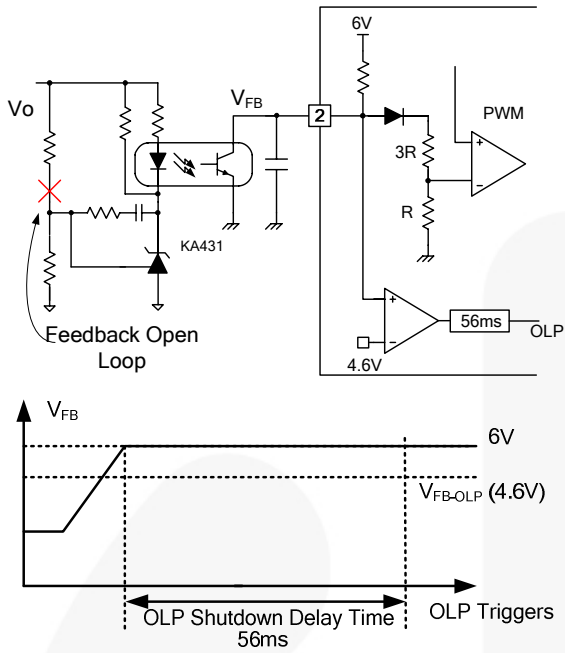 6V
Vo
VFB
2
PWM
3R
R
KA431
Feedback Open
Loop
56ms
OLP
4.6V
VFB
6V
VFB-OLP (4.6V)
OLP Shutdown Delay Time
56ms
OLP Triggers